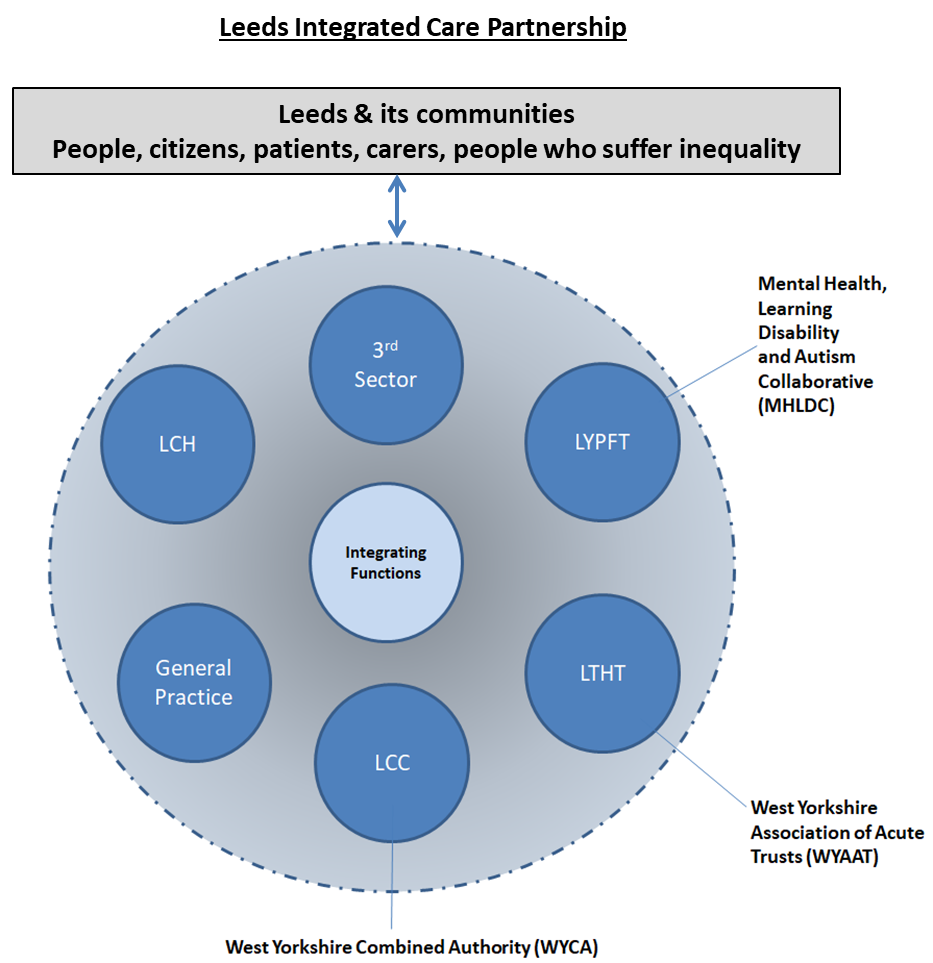 Leeds Integrated Care Partnership
Leeds & its communities
People, citizens, patients, carers, people who suffer inequality
Mental Health,
Learning
Disability
and Autism
Collaborative
(MHLDC)
3rd
Sector
LCH
LYPFT
Integrating
Functions
General
Practice
LTHT
LCC
West Yorkshire
Association of Acute
Trusts (WYAAT)
West Yorkshire Combined Authority (WYCA)